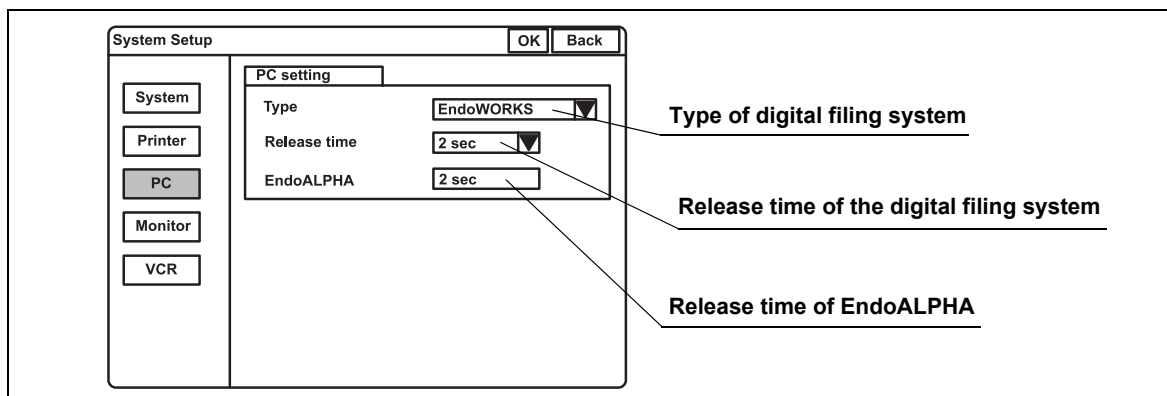 System Setup OK Back
PC setting
System
Type EndoWORKS
Type of digital filing system
Printer
Release time 2 sec
PC
EndoALPHA 2 sec
Release time of the digital filing system
Monitor
VCR
Release time of EndoALPHA